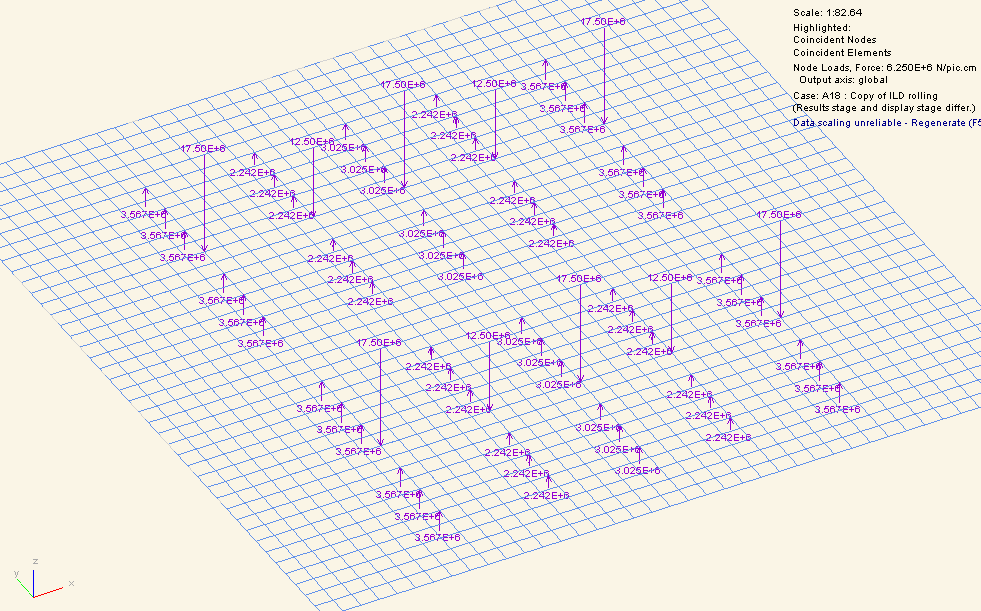 Scale: 1:82.64
Highlighted:
Coincident Nodes
Coincident Elements
Node Loads, Force: 6.250E+6 N/pic.cm
Output axis: global
Case: A18 : Copy of ILD rolling
(Results stage and display stage differ.)
Data scaling unreliable - Regenerate (F5
17.50E+6
17.50E+6 12.50E+6 3.567E+6
3.567E+6
2.242E+6
3.567E+6
2.242E+6
12.50E+6
17.50E+6 3.025E+6
2.242E+6
3.025E+6
2.242E+6 3.567E+6
3.025E+6
2.242E+6 3.567E+6
2.242E+6
3.567E+6 2.242E+6 3.567E+6 17.50E+6
2.242E+6
3.567E+6 3.025E+6
2.242E+6
3.567E+6 2.242E+6 3.025E+6
2.242E+6 3.025E+6 17.50E+6 12.50E+6 3.567E+6
3.567E+6 2.242E+6 3.567E+6
2.242E+6
3.567E+6 3.567E+6
2.242E+6
12.50E+6
3.567E+6 17.50E+6 3.025E+6
2.242E+6
3.025E+6
2.242E+6 3.567E+6
3.025E+6
2.242E+6 3.567E+6
2.242E+6
3.567E+6 2.242E+6 3.567E+6
2.242E+6
3.567E+6 3.025E+6
2.242E+6
3.567E+6 2.242E+6 3.025E+6
2.242E+6 3.025E+6
3.567E+6 2.242E+6
3.567E+6
3.567E+6
z
y
x